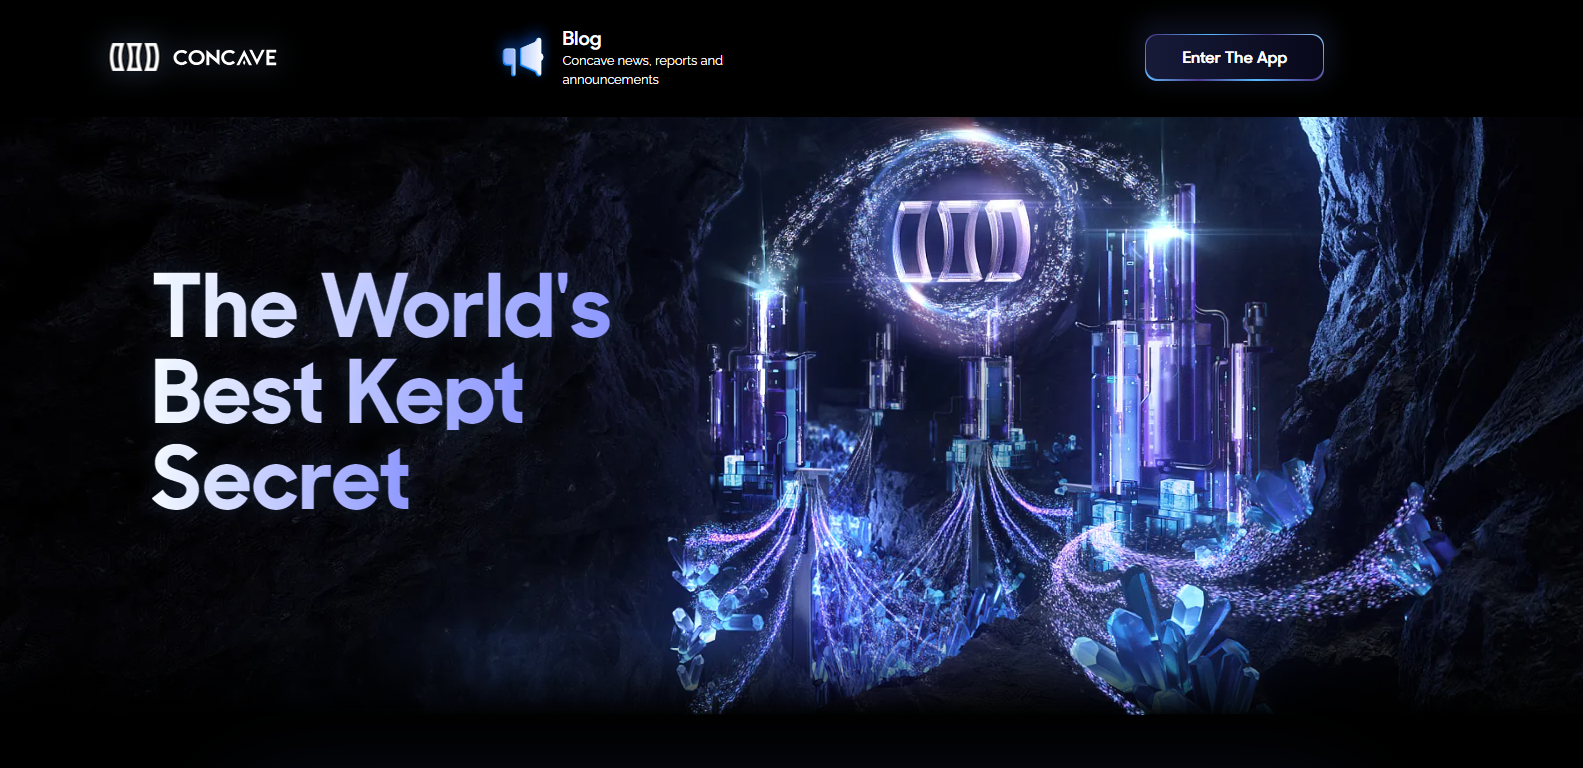 CONCAVE
Blog
Concave news, reports and
announcements
Enter The App
The World's
Best Kept
Secret